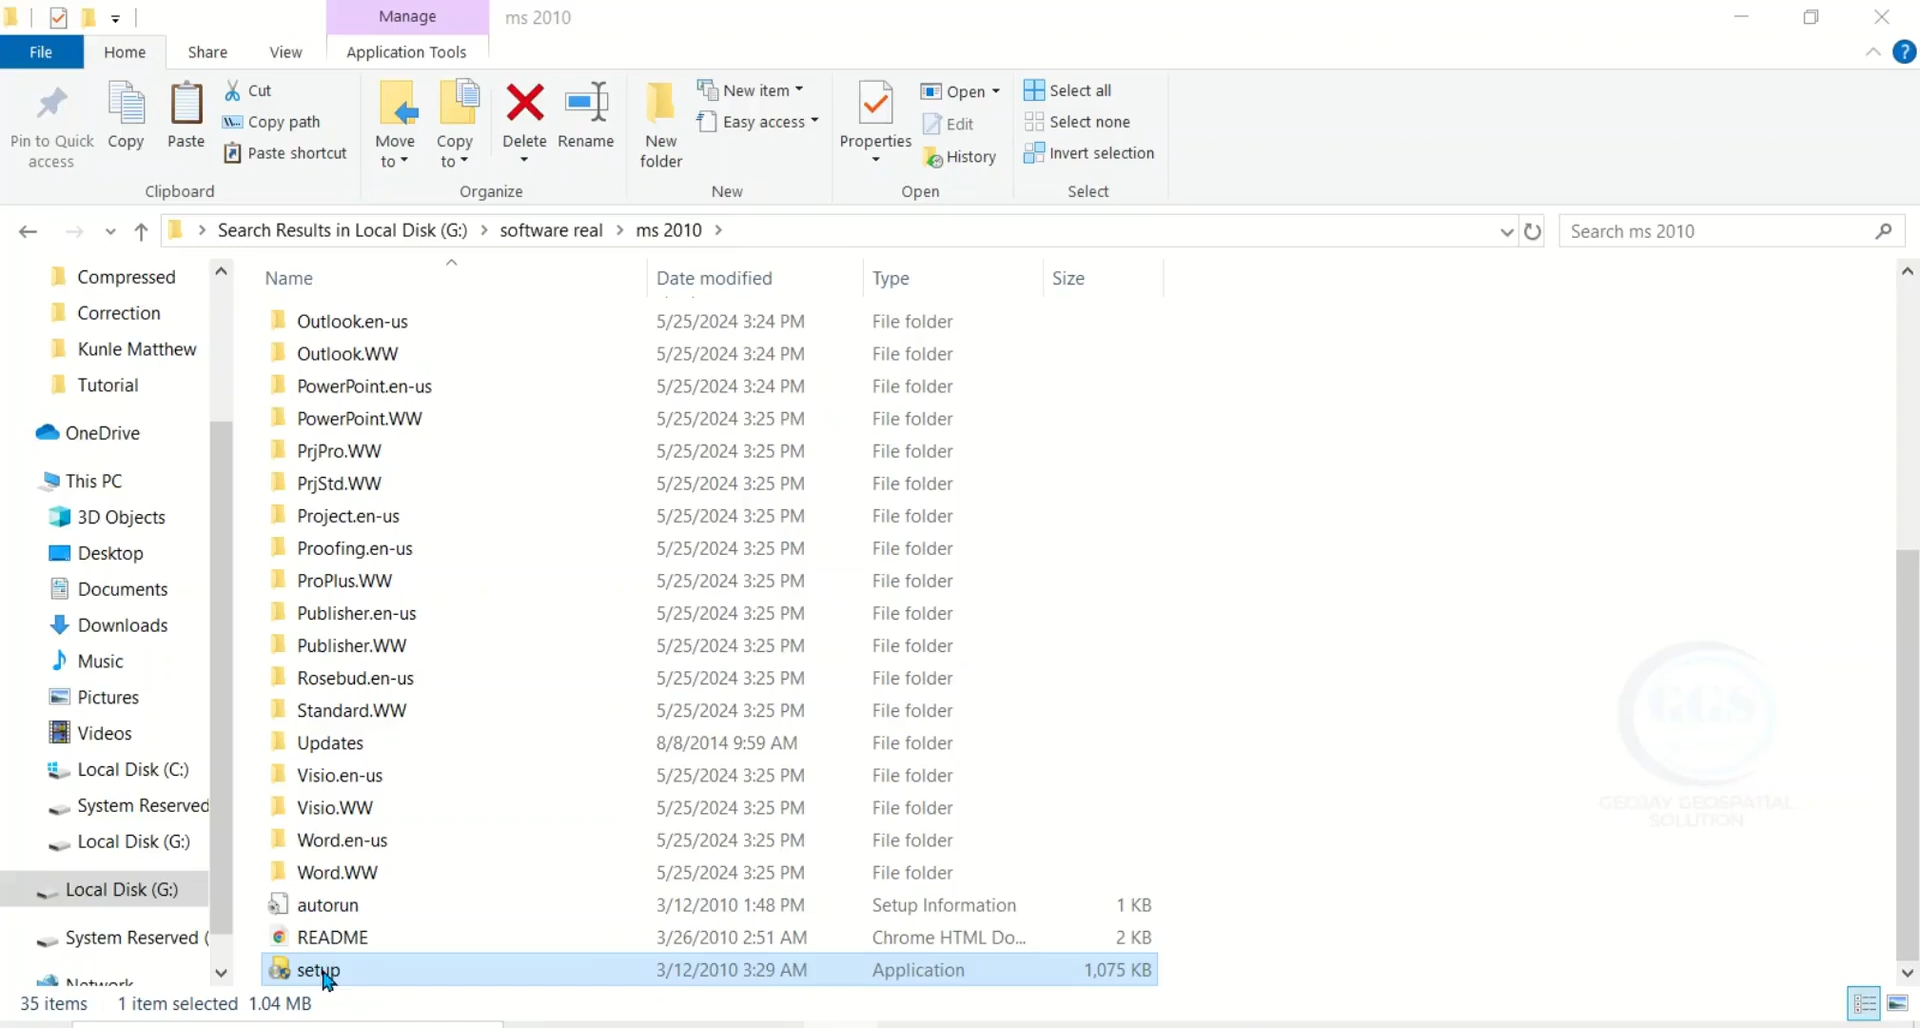 Manage
ms 2010
File
Home
Share
View
Application Tools
Pin to Quick access
Copy
Paste
Cut
Copy path
Paste shortcut
Clipboard
Move to
Copy to
Delete
Rename
Organize
New folder
New item
Easy access
New
Properties
Open
Edit
History
Open
Select all
Select none
Invert selection
Select
Search Results in Local Disk (G:) > software real > ms 2010 >
Search ms 2010
Compressed
Correction
Kunle Matthew
Tutorial
OneDrive
This PC
3D Objects
Desktop
Documents
Downloads
Music
Pictures
Videos
Local Disk (C:)
System Reserved
Local Disk (G:)
Local Disk (G:)
System Reserved (
Network
Name Date modified Type Size
Outlook.en-us 5/25/2024 3:24 PM File folder
Outlook.WW 5/25/2024 3:24 PM File folder
PowerPoint.en-us 5/25/2024 3:24 PM File folder
PowerPoint.WW 5/25/2024 3:25 PM File folder
PrjPro.WW 5/25/2024 3:25 PM File folder
PrjStd.WW 5/25/2024 3:25 PM File folder
Project.en-us 5/25/2024 3:25 PM File folder
Proofing.en-us 5/25/2024 3:25 PM File folder
ProPlus.WW 5/25/2024 3:25 PM File folder
Publisher.en-us 5/25/2024 3:25 PM File folder
Publisher.WW 5/25/2024 3:25 PM File folder
Rosebud.en-us 5/25/2024 3:25 PM File folder
Standard.WW 5/25/2024 3:25 PM File folder
Updates 8/8/2014 9:59 AM File folder
Visio.en-us 5/25/2024 3:25 PM File folder
Visio.WW 5/25/2024 3:25 PM File folder
Word.en-us 5/25/2024 3:25 PM File folder
Word.WW 5/25/2024 3:25 PM File folder
autorun 3/12/2010 1:48 PM Setup Information 1 KB
README 3/26/2010 2:51 AM Chrome HTML Do... 2 KB
setup 3/12/2010 3:29 AM Application 1,075 KB
GGS
GEOJAY GEOSPATIAL
SOLUTION
35 items 1 item selected 1.04 MB